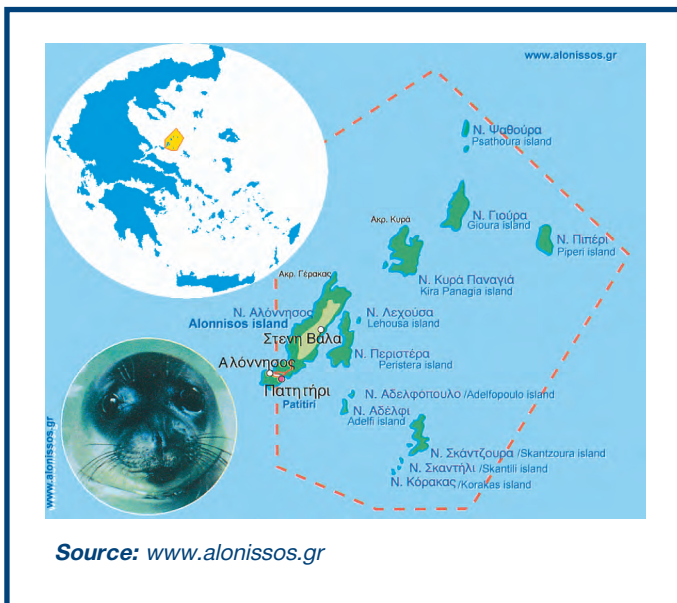 www.alonissos.gr
Ν. Ψαθούρα
Psathoura island
Ν. Γιούρα
Gioura island
Ακρ. Κυρά
Ν. Πιπέρι
Piperi island
Ν. Κυρά Παναγιά
Kira Panagia island
Ακρ. Γέρακας
Ν. Αλόννησος
Alonnisos island
Ν. Λεχούσα
Lehousa island
Στενη Βάλα
Ν. Περιστέρα
Peristera island
Αλόννησος
Πατητήρι
Patitiri
Ν. Αδελφόπουλο /Adelfopoulo island
Ν. Αδέλφι
Adelfi island
Ν. Σκάντζουρα /Skantzoura island
Ν. Σκαντήλι /Skantili island
Ν. Κόρακας /Korakas island
www.alonissos.gr
Source: www.alonissos.gr